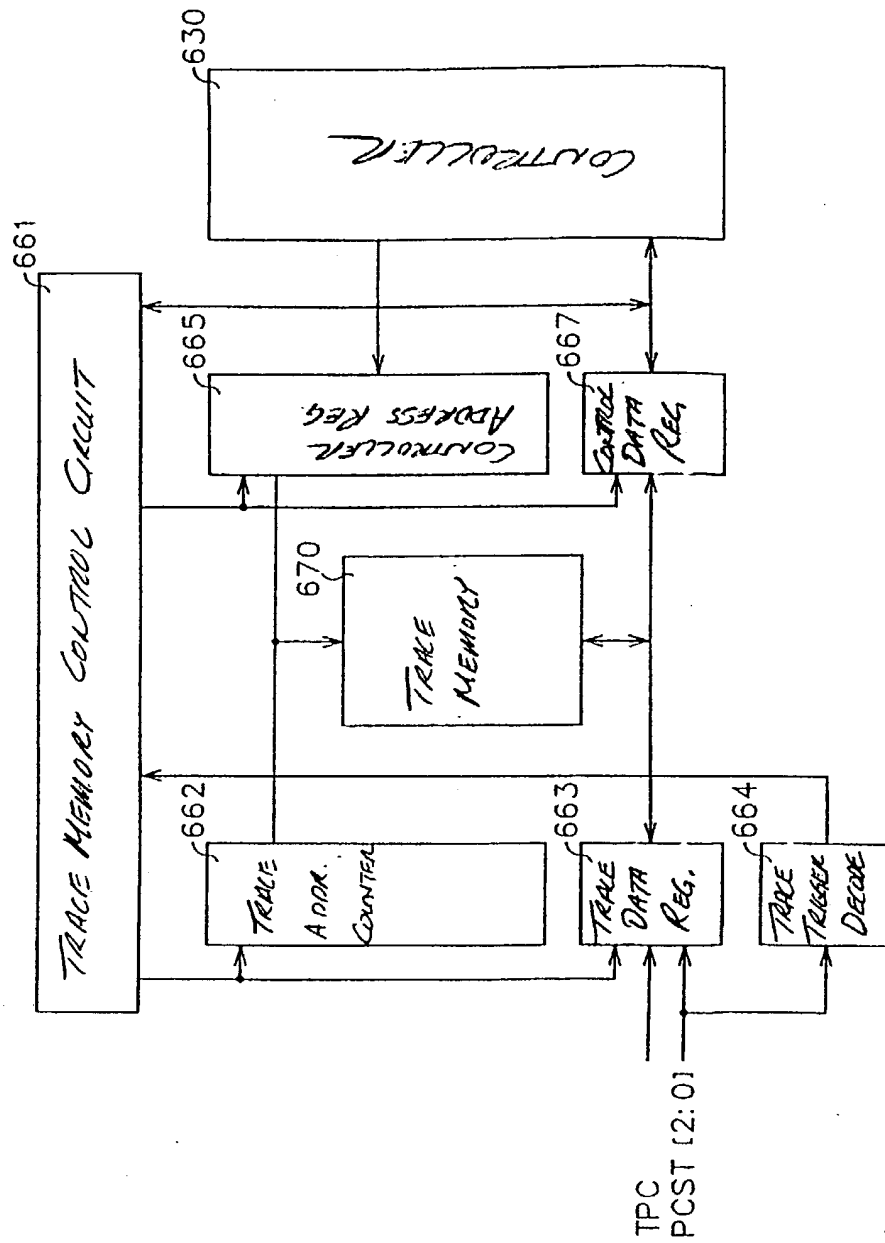 661
TRACE MEMORY CONTROL CIRCUIT
630
CONTROLLER
665
CONTROLLER
ADDRESS REG.
667
CONTROL
DATA
REG.
670
TRACE
MEMORY
662
TRACE
ADDR.
COUNTER
663
TRACE
DATA
REG.
664
TRACE
TRIGGER
DECODE
TPC
PCST [2:0]